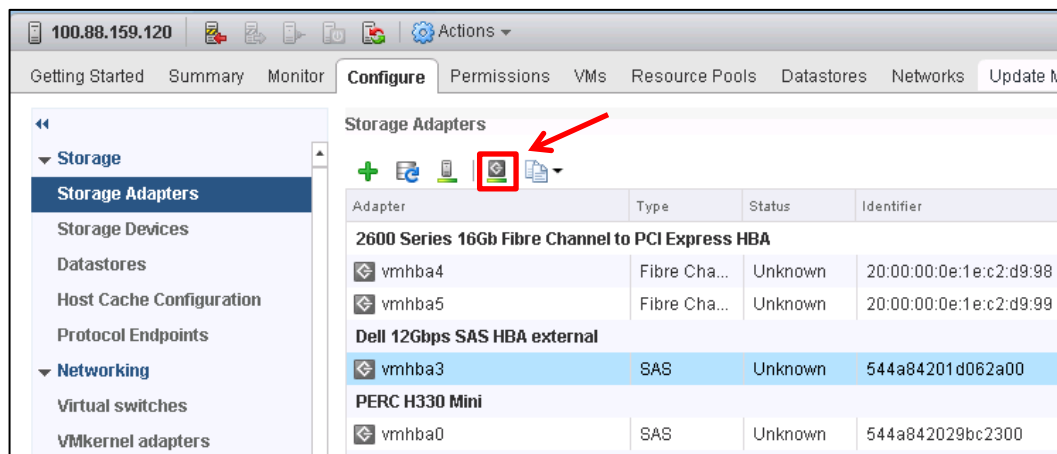 100.88.159.120 Actions
Getting Started Summary Monitor Configure Permissions VMs Resource Pools Datastores Networks Update
Storage
Storage Adapters
Storage Devices
Datastores
Host Cache Configuration
Protocol Endpoints
Networking
Virtual switches
VMkernel adapters
Storage Adapters
Adapter Type Status Identifier
2600 Series 16Gb Fibre Channel to PCI Express HBA
vmhba4 Fibre Cha... Unknown 20:00:00:0e:1e:c2:d9:98
vmhba5 Fibre Cha... Unknown 20:00:00:0e:1e:c2:d9:99
Dell 12Gbps SAS HBA external
vmhba3 SAS Unknown 544a84201d062a00
PERC H330 Mini
vmhba0 SAS Unknown 544a842029bc2300